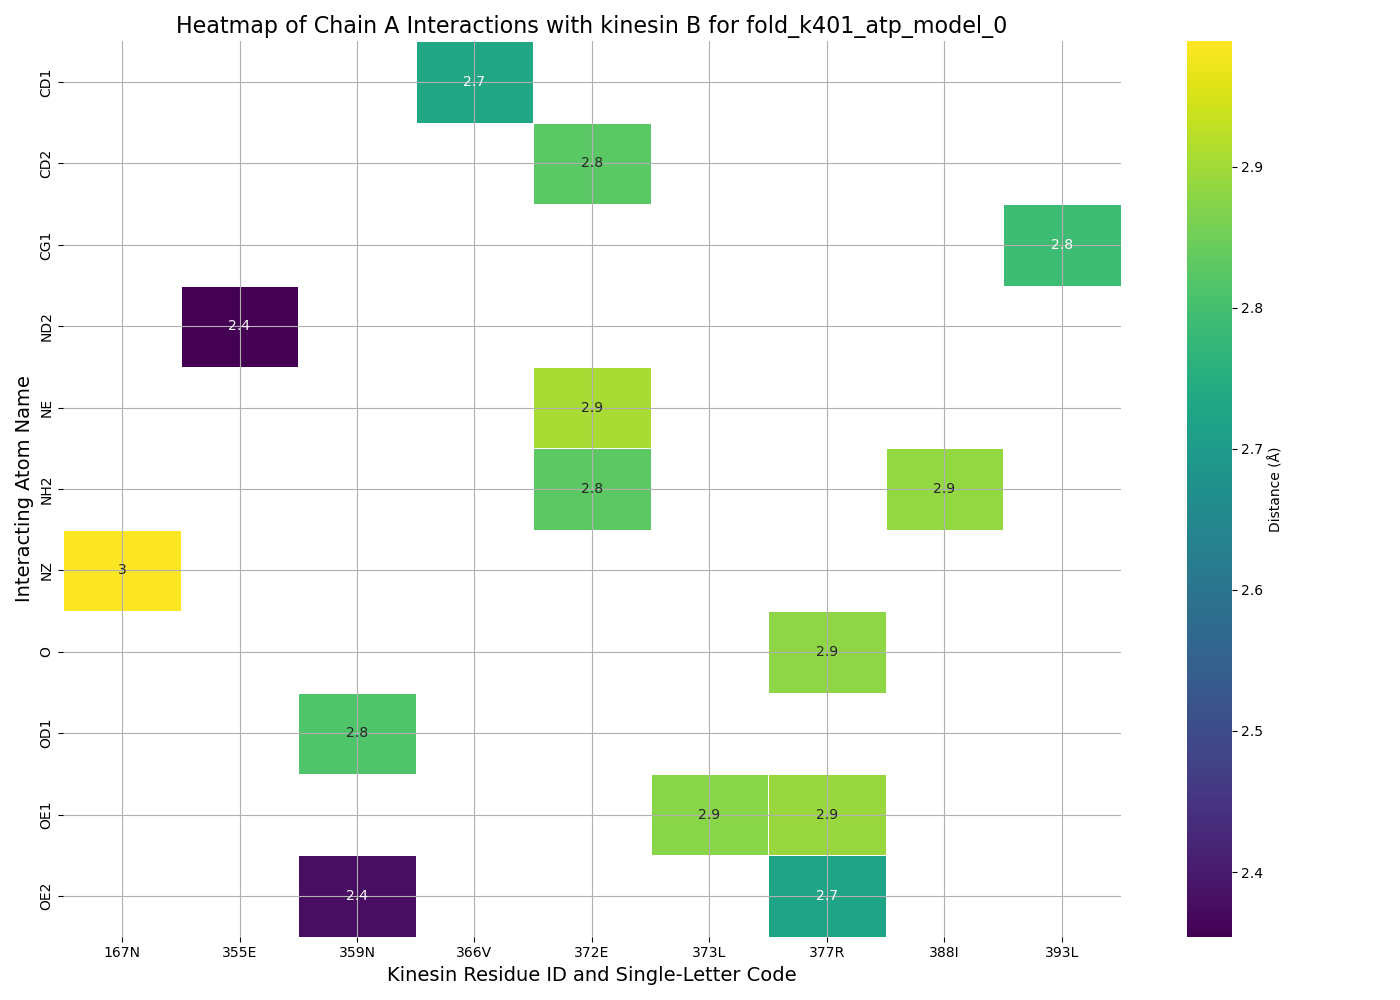 Heatmap of Chain A Interactions with kinesin B for fold_k401_atp_model_0
Interacting Atom Name
CD1
CD2
CG1
ND2
NE
NH2
NZ
O
OD1
OE1
OE2
2.7
2.8
2.8
2.4
2.9
2.8
2.9
3
2.9
2.8
2.9
2.9
2.4
2.7
167N
355E
359N
366V
372E
373L
377R
388I
393L
Kinesin Residue ID and Single-Letter Code
2.9
2.8
2.7
2.6
2.5
2.4
Distance (Å)